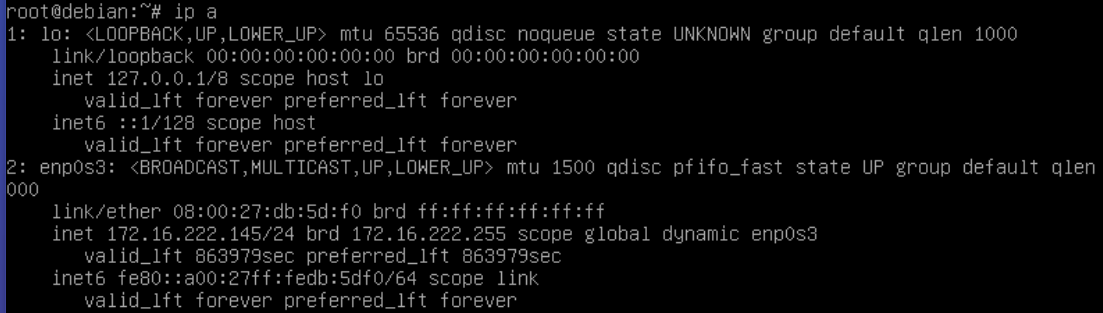 root@debian:~# ip a
1: lo: <LOOPBACK,UP,LOWER_UP> mtu 65536 qdisc noqueue state UNKNOWN group default qlen 1000
link/loopback 00:00:00:00:00:00 brd 00:00:00:00:00:00
inet 127.0.0.1/8 scope host lo
valid_lft forever preferred_lft forever
inet6 ::1/128 scope host
valid_lft forever preferred_lft forever
2: enp0s3: <BROADCAST,MULTICAST,UP,LOWER_UP> mtu 1500 qdisc pfifo_fast state UP group default qlen
000
link/ether 08:00:27:db:5d:f0 brd ff:ff:ff:ff:ff:ff
inet 172.16.222.145/24 brd 172.16.222.255 scope global dynamic enp0s3
valid_lft 863979sec preferred_lft 863979sec
inet6 fe80::a00:27ff:fedb:5df0/64 scope link
valid_lft forever preferred_lft forever